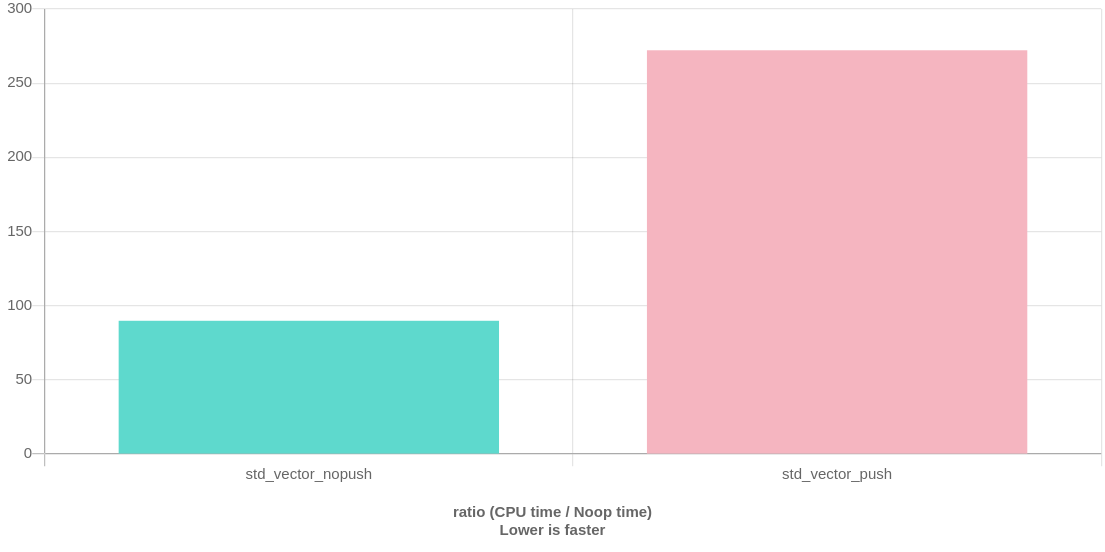 300
250
200
150
100
50
0
std_vector_nopush
std_vector_push
ratio (CPU time / Noop time)
Lower is faster